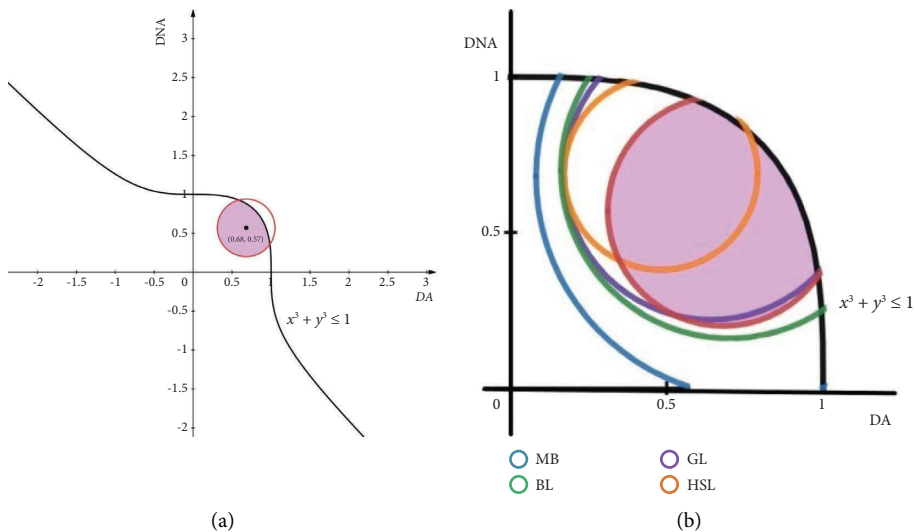 DNA
3
2.5
2
1.5
1
0.5
(0.68, 0.57)
-2
-1.5
-1
-0.5
0
0.5
1
1.5
2
2.5
3
DA
-0.5
x³ + y³ ≤ 1
-1
-1.5
-2
(a)
DNA
1
0.5
x³ + y³ ≤ 1
0
0.5
1
DA
MB
GL
BL
HSL
(b)